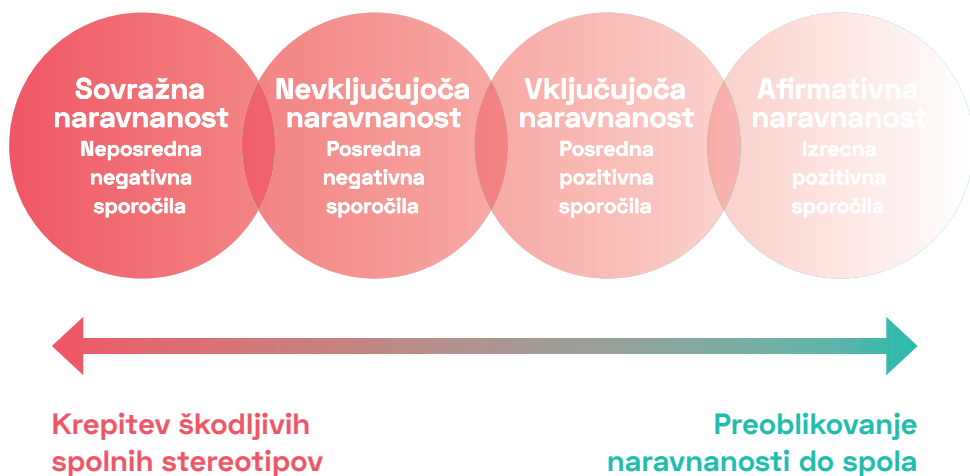 Sovražna
naravnanost
Neposredna
negativna
sporočila
Nevključujoča
naravnanost
Posredna
negativna
sporočila
Vključujoča
naravnanost
Posredna
pozitivna
sporočila
Afirmativna
naravnanost
Izrecna
pozitivna
sporočila
Krepitev škodljivih
spolnih stereotipov
Preoblikovanje
naravnanosti do spola